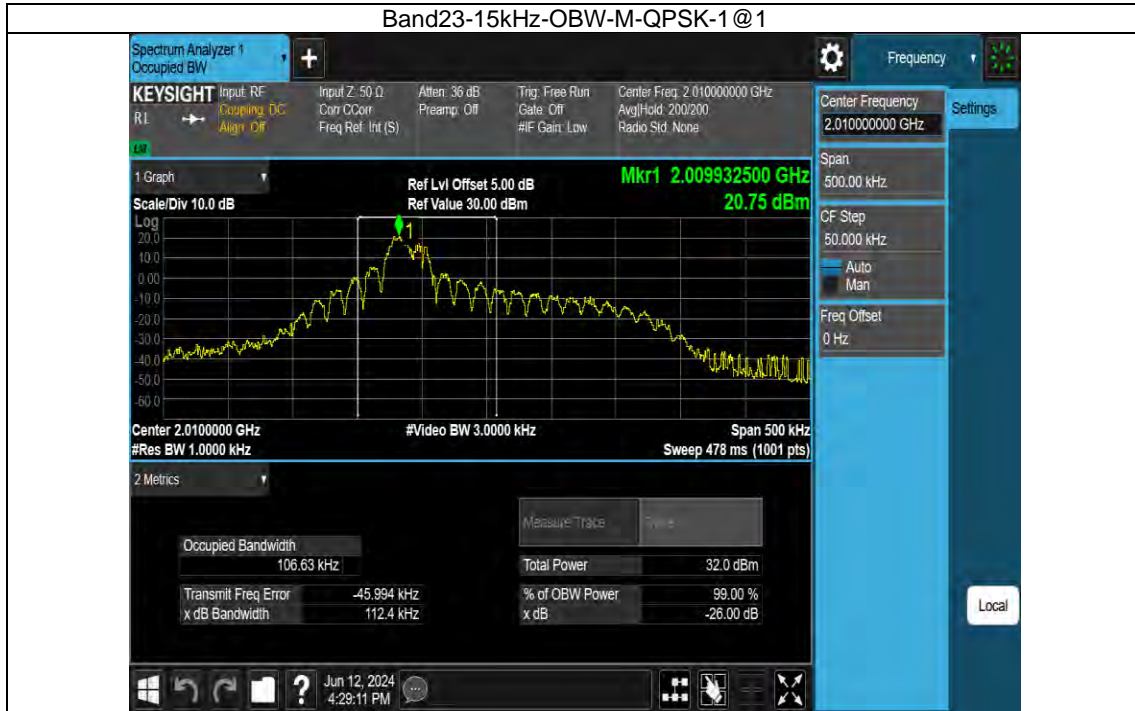 Band23-15kHz-OBW-M-QPSK-1@1
Spectrum Analyzer 1
Occupied BW
+
Frequency
KEYSIGHT
RL
Input: RF
Coupling: DC
Align: Off
Input Z: 50 Ω
Corr CCorr
Freq Ref: Int (S)
Atten: 36 dB
Preamp: Off
Trig: Free Run
Gate: Off
#IF Gain: Low
Center Freq: 2.010000000 GHz
Avg|Hold: 200/200
Radio Std: None
Center Frequency
2.010000000 GHz
Settings
Span
500.00 kHz
CF Step
50.000 kHz
Auto
Man
Freq Offset
0 Hz
1 Graph
Scale/Div 10.0 dB
Ref Lvl Offset 5.00 dB
Ref Value 30.00 dBm
Mkr1 2.009932500 GHz
20.75 dBm
Log
1
20.0
10.0
0.00
-10.0
-20.0
-30.0
-40.0
-50.0
-60.0
Center 2.0100000 GHz
#Res BW 1.0000 kHz
#Video BW 3.0000 kHz
Span 500 kHz
Sweep 478 ms (1001 pts)
2 Metrics
Measure Trace
Occupied Bandwidth
106.63 kHz
Total Power 32.0 dBm
Transmit Freq Error -45.994 kHz
% of OBW Power 99.00 %
x dB Bandwidth 112.4 kHz
x dB -26.00 dB
Local
?
Jun 12, 2024
4:29:11 PM